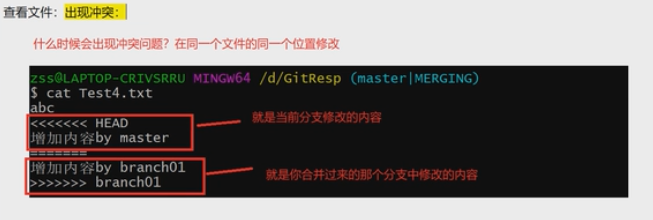 查看文件：出现冲突：
什么时候会出现冲突问题？在同一个文件的同一个位置修改
zss@LAPTOP-CRIVSRRU MINGW64 /d/GitResp (master|MERGING)
$ cat Test4.txt
abc
<<<<<<< HEAD
增加内容by master
就是当前分支修改的内容
=======
增加内容by branch01
>>>>>>> branch01
就是你合并过来的那个分支中修改的内容